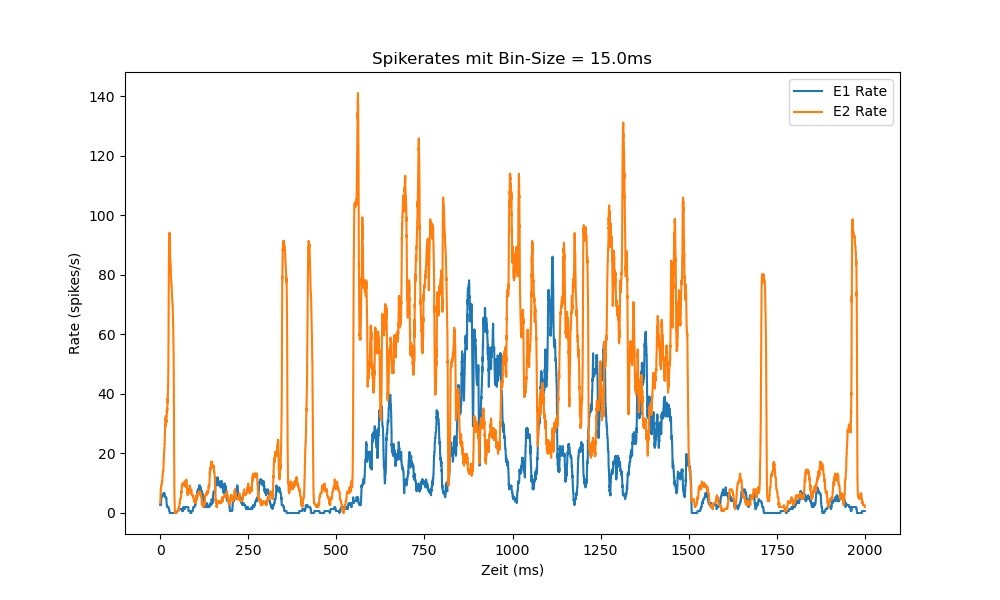 Spikerates mit Bin-Size = 15.0ms
E1 Rate
E2 Rate
Rate (spikes/s)
140
120
100
80
60
40
20
0
0 250 500 750 1000 1250 1500 1750 2000
Zeit (ms)